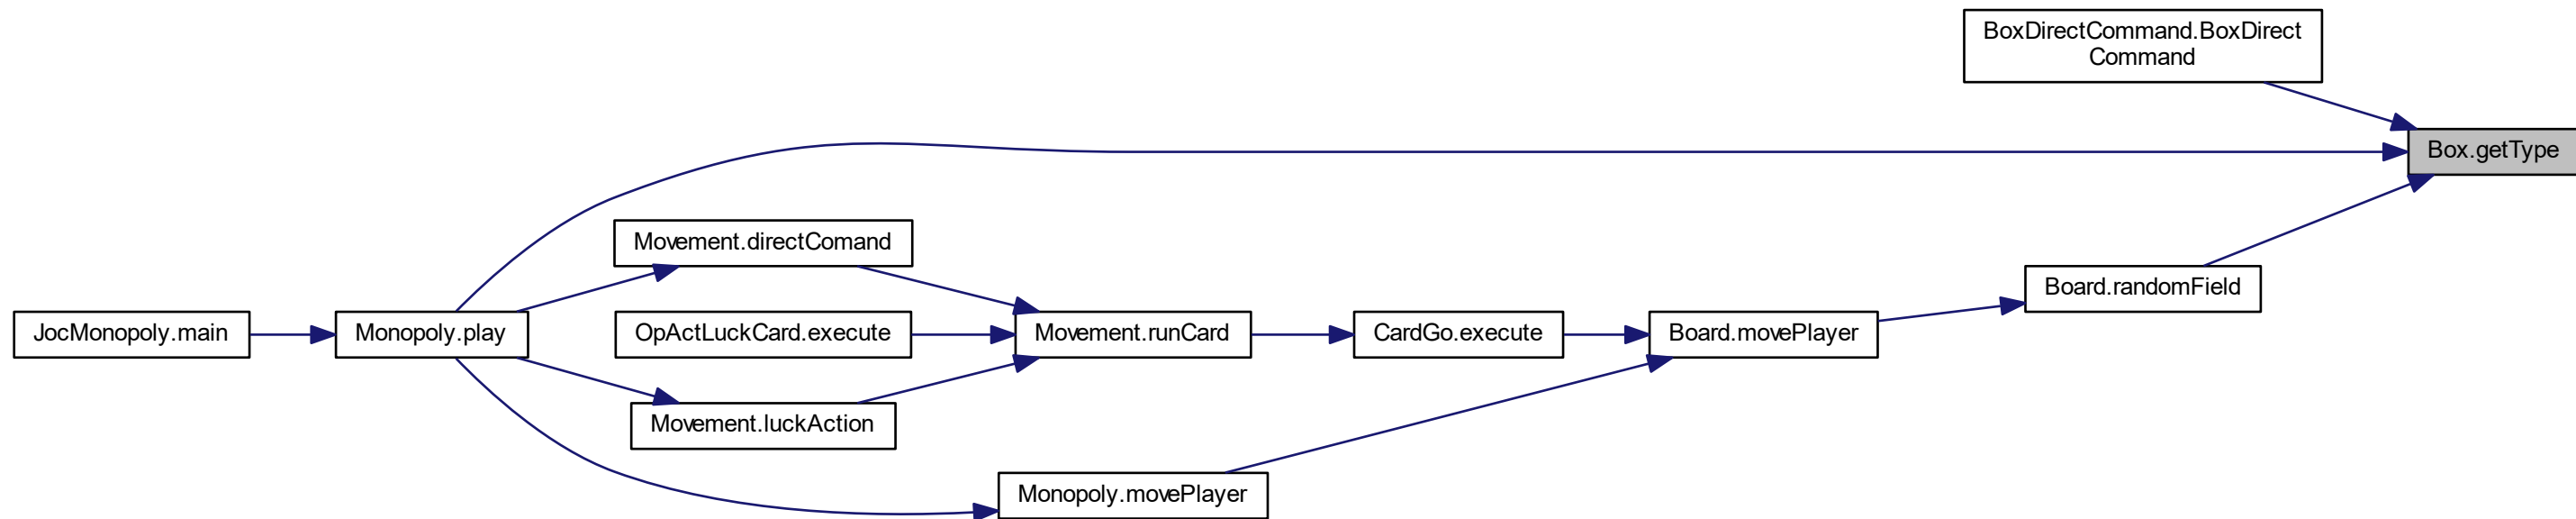 BoxDirectCommand.BoxDirect
Command
Box.getType
Movement.directComand
Board.randomField
JocMonopoly.main
Monopoly.play
OpActLuckCard.execute
Movement.runCard
CardGo.execute
Board.movePlayer
Movement.luckAction
Monopoly.movePlayer